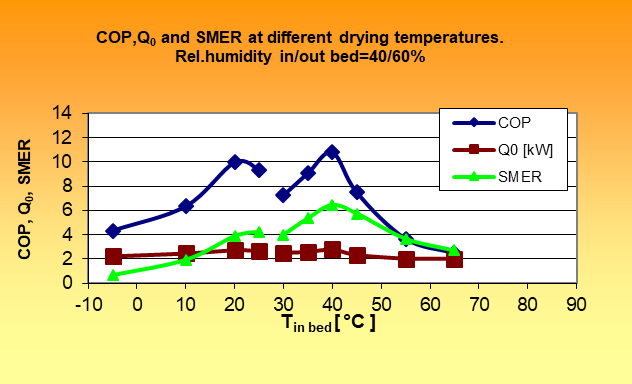 COP,Q₀ and SMER at different drying temperatures.
Rel.humidity in/out bed=40/60%
14
12
10
8
6
4
2
0
COP, Q₀, SMER
COP
Q0 [kW]
SMER
-10 0 10 20 30 40 50 60 70 80 90
T in bed [ °C ]